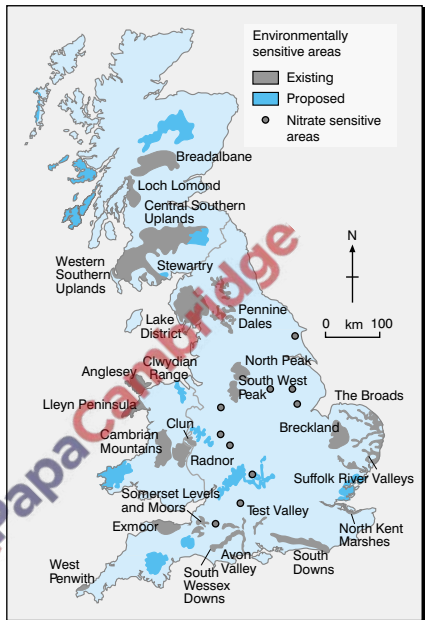 Environmentally
sensitive areas
Existing
Proposed
Nitrate sensitive
areas
Breadalbane
Loch Lomond
Central Southern
Uplands
Western
Southern
Uplands
Stewartry
N
0 km 100
Lake
District
Pennine
Dales
North Peak
South West
Peak
Clwydian
Range
Anglesey
Lleyn Peninsula
The Broads
Breckland
Clun
Cambrian
Mountains
Radnor
Suffolk River Valleys
Somerset Levels
and Moors
Test Valley
North Kent
Marshes
Exmoor
West
Penwith
Avon
Valley
South
Wessex
Downs
South
Downs
PapaCambridge